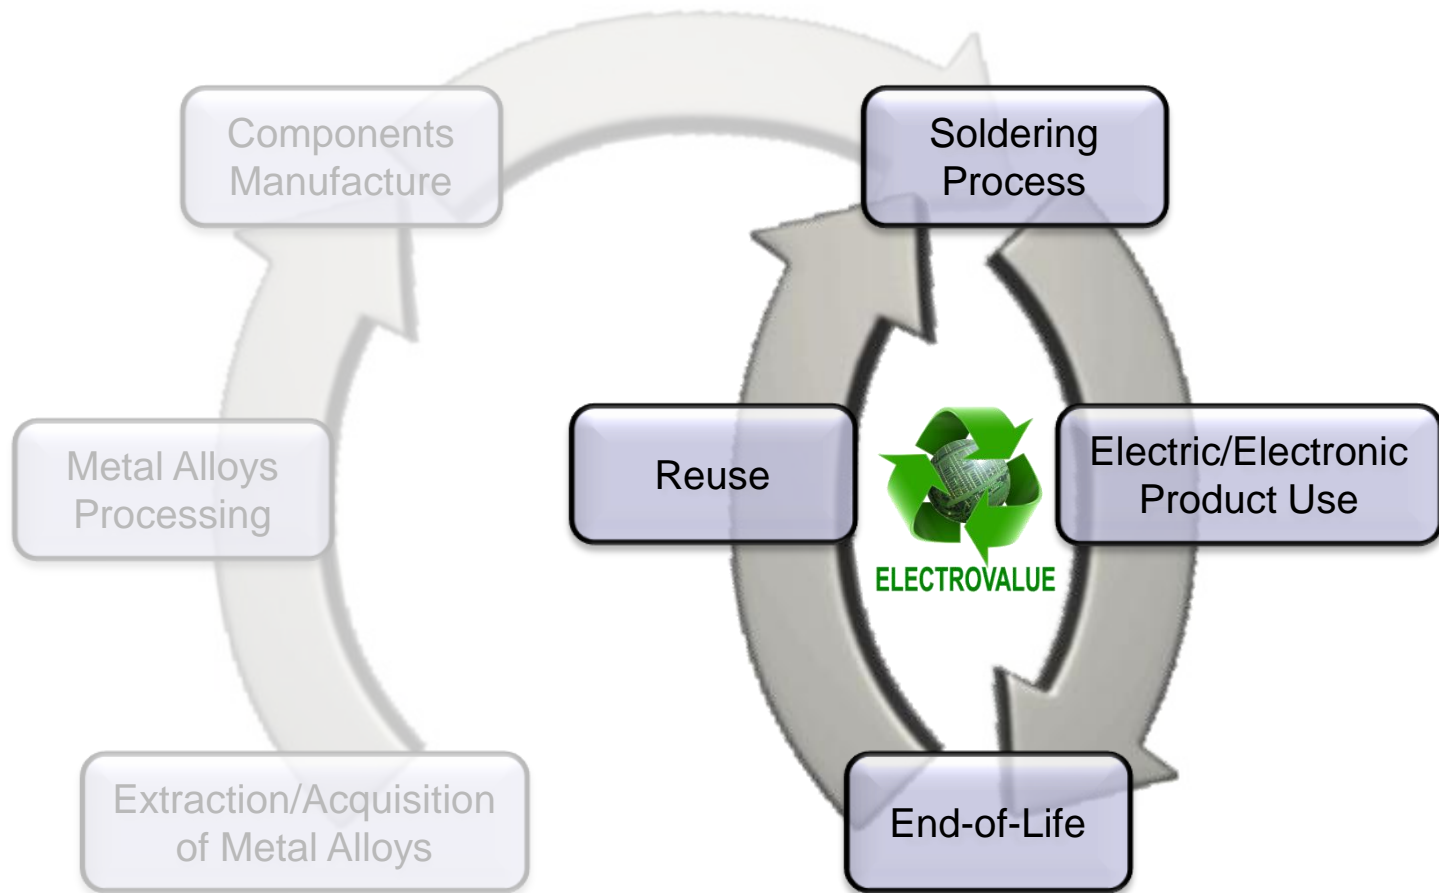 Components
Manufacture
Soldering
Process
Metal Alloys
Processing
Reuse
Electric/Electronic
Product Use
ELECTROVALUE
Extraction/Acquisition
of Metal Alloys
End-of-Life